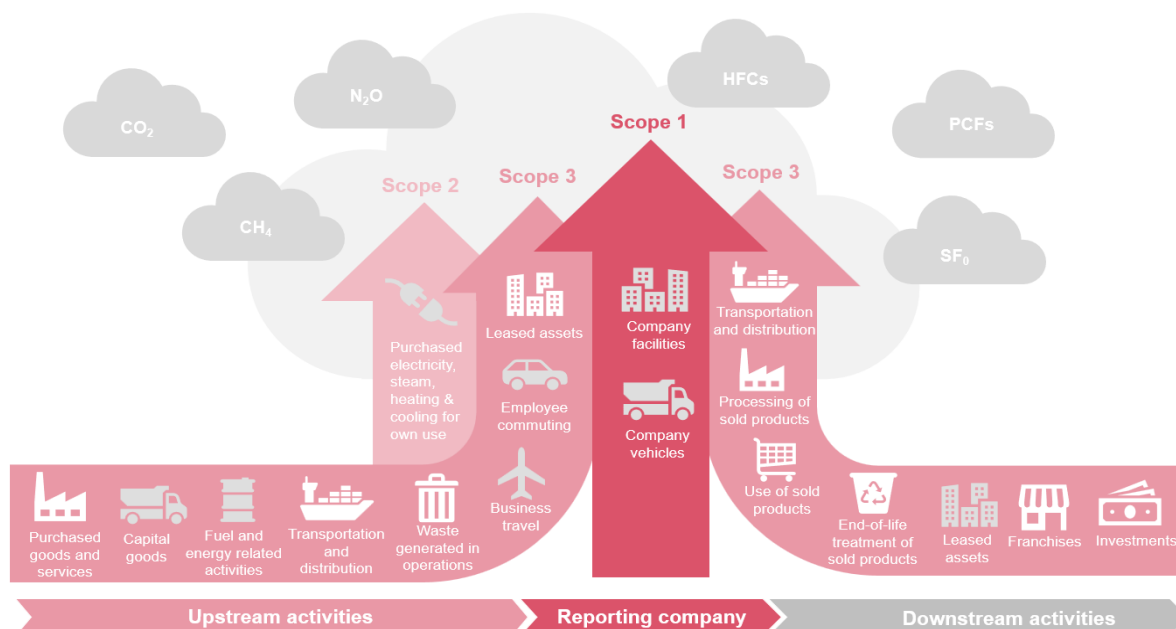 CO₂
N₂O
HFCs
PCFs
CH₄
SF₀
Scope 1
Scope 2
Scope 3
Scope 3
Purchased
electricity,
steam,
heating &
cooling for
own use
Leased assets
Employee
commuting
Business
travel
Company
facilities
Company
vehicles
Transportation
and distribution
Processing of
sold products
Use of sold
products
Purchased
goods and
services
Capital
goods
Fuel and
energy related
activities
Transportation
and
distribution
Waste
generated in
operations
End-of-life
treatment of
sold products
Leased
assets
Franchises
Investments
Upstream activities
Reporting company
Downstream activities